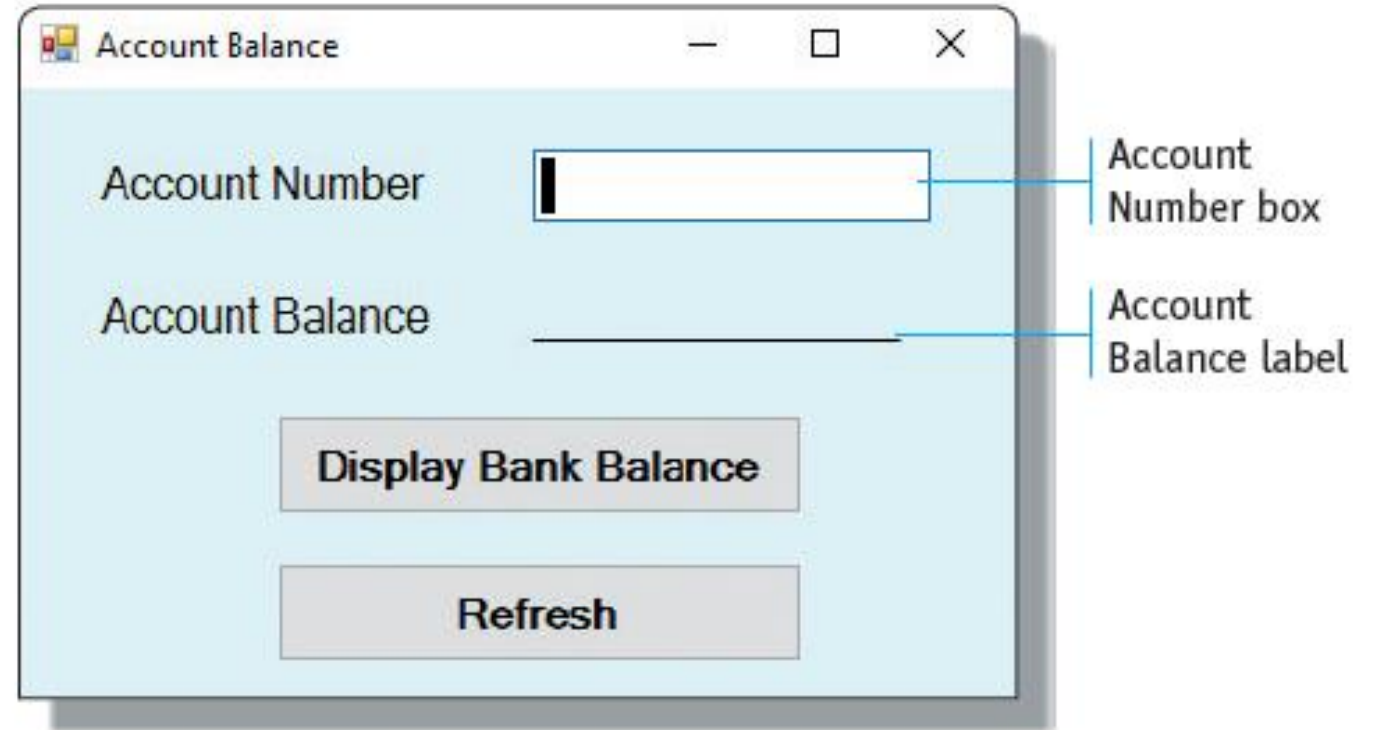 Account Balance
Account Number
Account
Number box
Account Balance
Account
Balance label
Display Bank Balance
Refresh